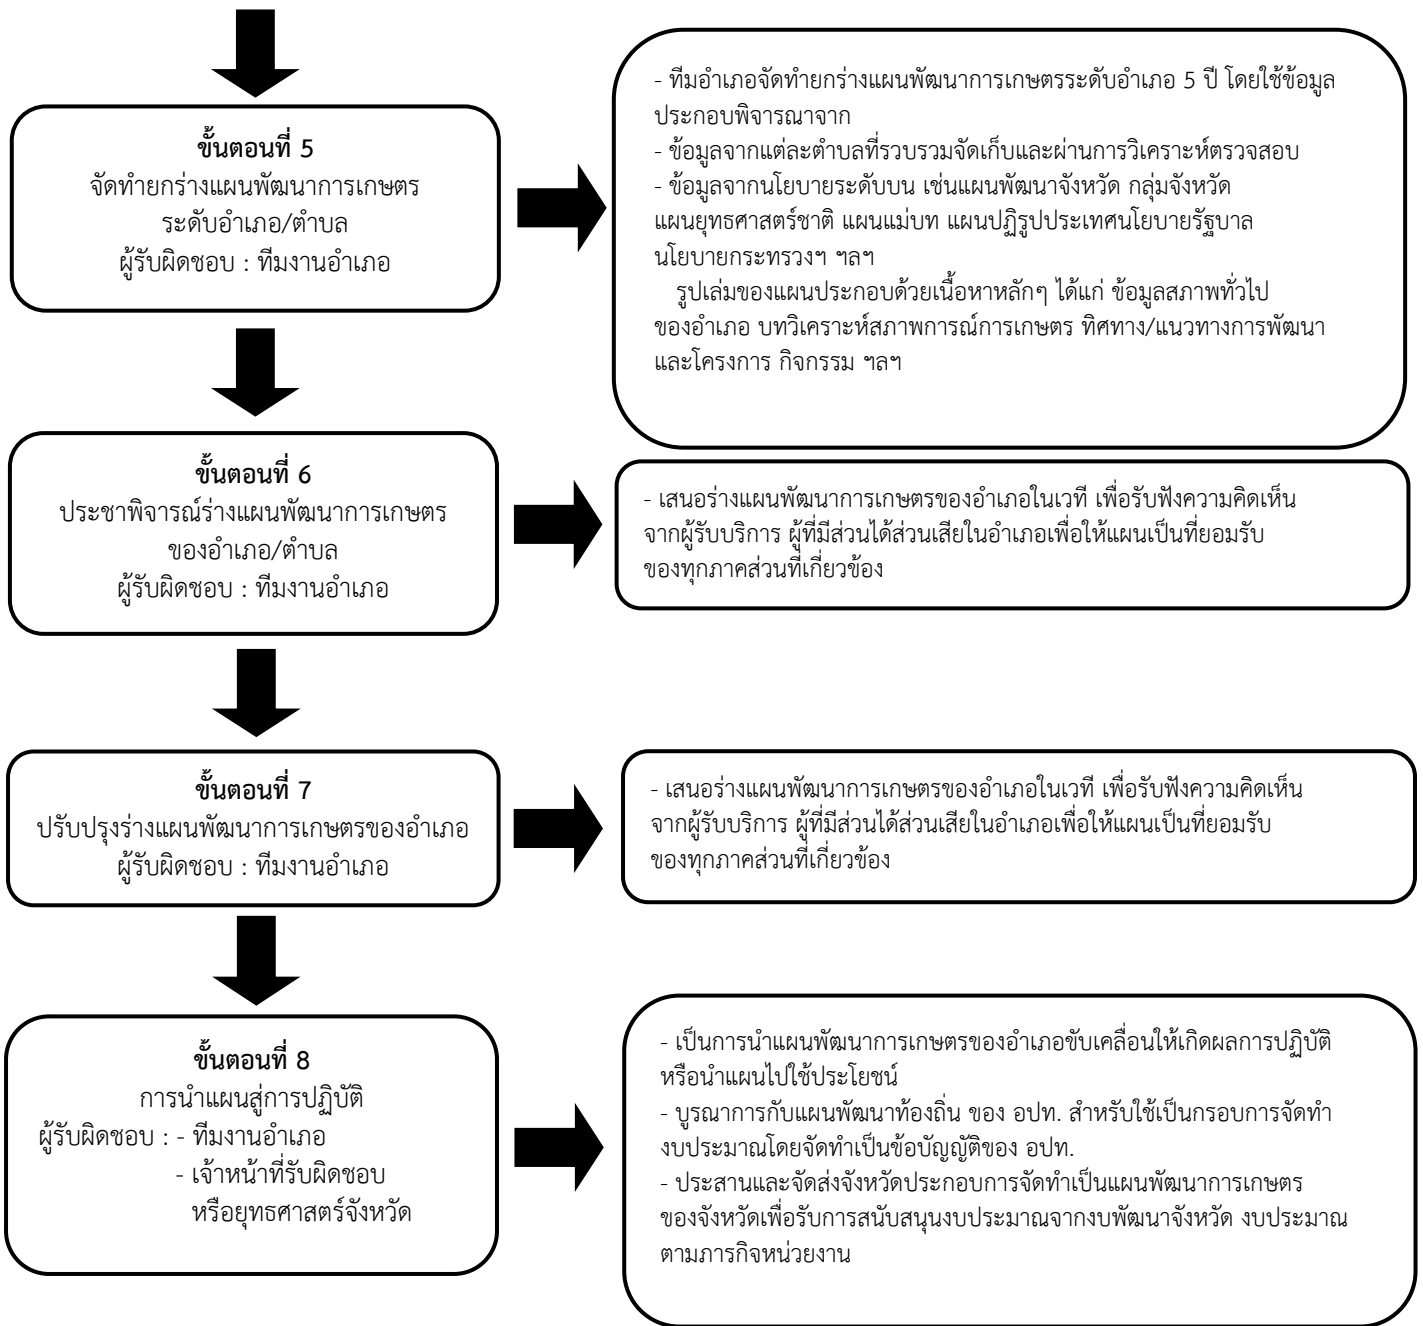 ขั้นตอนที่ 5
จัดทำยกร่างแผนพัฒนาการเกษตร
ระดับอำเภอ/ตำบล
ผู้รับผิดชอบ : ทีมงานอำเภอ
- ทีมอำเภอจัดทำยกร่างแผนพัฒนาการเกษตรระดับอำเภอ 5 ปี โดยใช้ข้อมูล
ประกอบพิจารณาจาก
- ข้อมูลจากแต่ละตำบลที่รวบรวมจัดเก็บและผ่านการวิเคราะห์ตรวจสอบ
- ข้อมูลจากนโยบายระดับบน เช่นแผนพัฒนาจังหวัด กลุ่มจังหวัด
แผนยุทธศาสตร์ชาติ แผนแม่บท แผนปฏิรูปประเทศนโยบายรัฐบาล
นโยบายกระทรวงฯ ฯลฯ
รูปเล่มของแผนประกอบด้วยเนื้อหาหลักๆ ได้แก่ ข้อมูลสภาพทั่วไป
ของอำเภอ บทวิเคราะห์สภาพการณ์การเกษตร ทิศทาง/แนวทางการพัฒนา
และโครงการ กิจกรรม ฯลฯ
ขั้นตอนที่ 6
ประชาพิจารณ์ร่างแผนพัฒนาการเกษตร
ของอำเภอ/ตำบล
ผู้รับผิดชอบ : ทีมงานอำเภอ
- เสนอร่างแผนพัฒนาการเกษตรของอำเภอในเวที เพื่อรับฟังความคิดเห็น
จากผู้รับบริการ ผู้ที่มีส่วนได้ส่วนเสียในอำเภอเพื่อให้แผนเป็นที่ยอมรับ
ของทุกภาคส่วนที่เกี่ยวข้อง
ขั้นตอนที่ 7
ปรับปรุงร่างแผนพัฒนาการเกษตรของอำเภอ
ผู้รับผิดชอบ : ทีมงานอำเภอ
- เสนอร่างแผนพัฒนาการเกษตรของอำเภอในเวที เพื่อรับฟังความคิดเห็น
จากผู้รับบริการ ผู้ที่มีส่วนได้ส่วนเสียในอำเภอเพื่อให้แผนเป็นที่ยอมรับ
ของทุกภาคส่วนที่เกี่ยวข้อง
ขั้นตอนที่ 8
การนำแผนสู่การปฏิบัติ
ผู้รับผิดชอบ : - ทีมงานอำเภอ
- เจ้าหน้าที่รับผิดชอบ
หรือยุทธศาสตร์จังหวัด
- เป็นการนำแผนพัฒนาการเกษตรของอำเภอขับเคลื่อนให้เกิดผลการปฏิบัติ
หรือนำแผนไปใช้ประโยชน์
- บูรณาการกับแผนพัฒนาท้องถิ่น ของ อปท. สำหรับใช้เป็นกรอบการจัดทำ
งบประมาณโดยจัดทำเป็นข้อบัญญัติของ อปท.
- ประสานและจัดส่งจังหวัดประกอบการจัดทำเป็นแผนพัฒนาการเกษตร
ของจังหวัดเพื่อรับการสนับสนุนงบประมาณจากงบพัฒนาจังหวัด งบประมาณ
ตามภารกิจหน่วยงาน